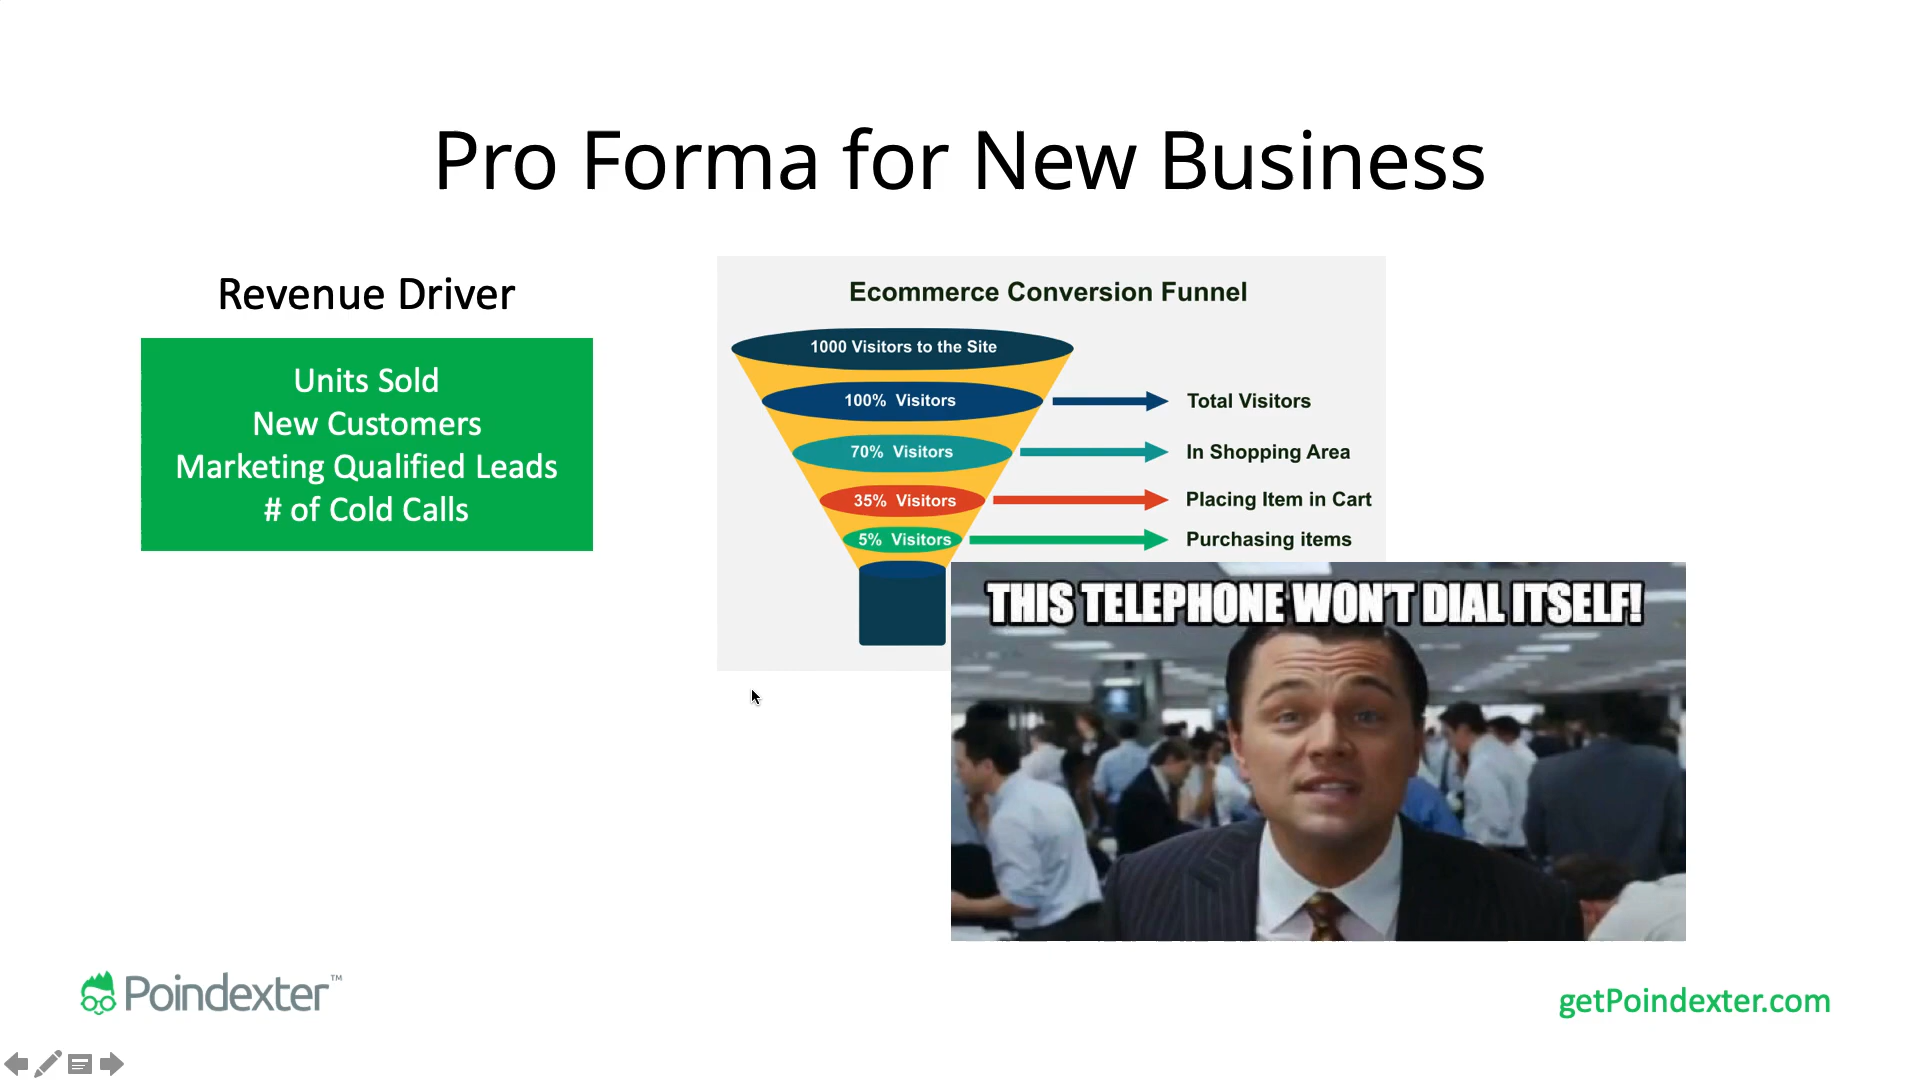 Pro Forma for New Business
Revenue Driver
Units Sold
New Customers
Marketing Qualified Leads
# of Cold Calls
Ecommerce Conversion Funnel
1000 Visitors to the Site
100% Visitors
Total Visitors
70% Visitors
In Shopping Area
35% Visitors
Placing Item in Cart
5% Visitors
Purchasing items
THIS TELEPHONE WON'T DIAL ITSELF!
Poindexter™
getPoindexter.com